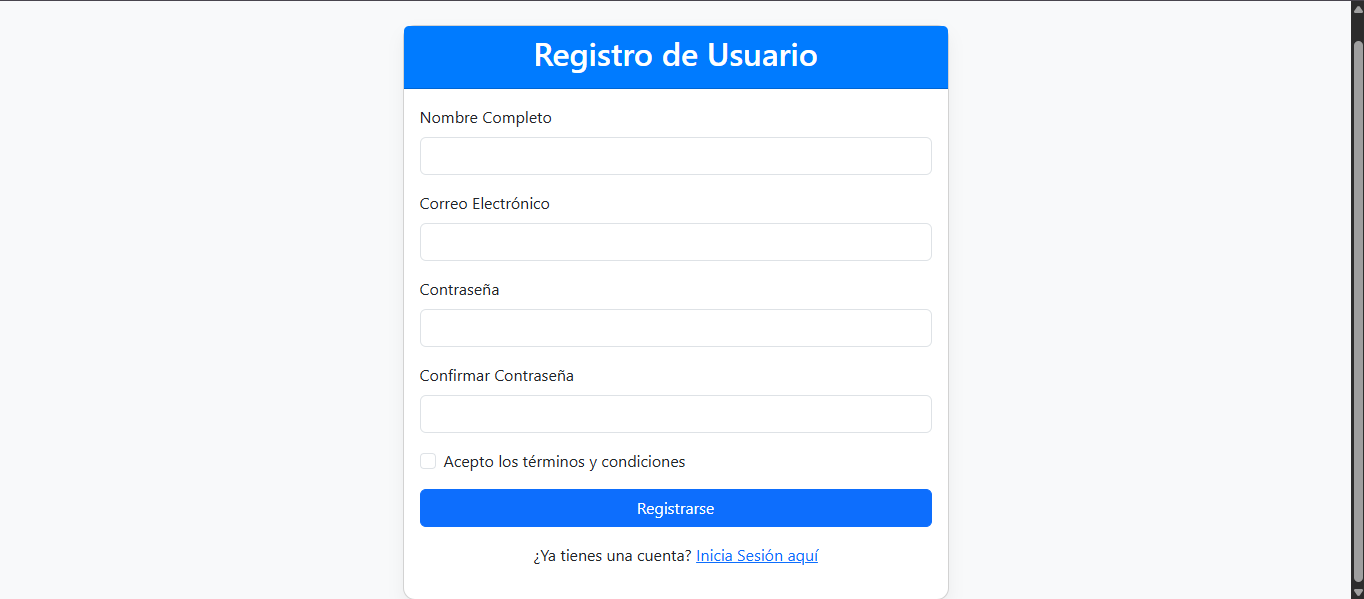 Registro de Usuario
Nombre Completo
Correo Electrónico
Contraseña
Confirmar Contraseña
Acepto los términos y condiciones
Registrarse
¿Ya tienes una cuenta? Inicia Sesión aquí